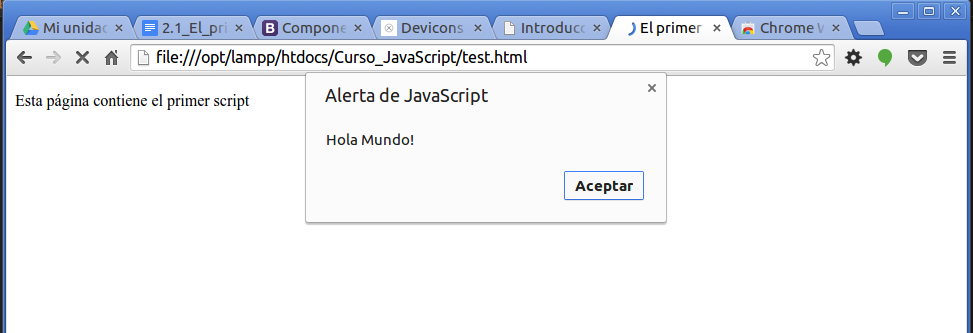 Mi unidad
2.1_El_pri
Compone
Devicons
Introducc
El primer
Chrome W
file:///opt/lampp/htdocs/Curso_JavaScript/test.html
Esta página contiene el primer script
Alerta de JavaScript
Hola Mundo!
Aceptar